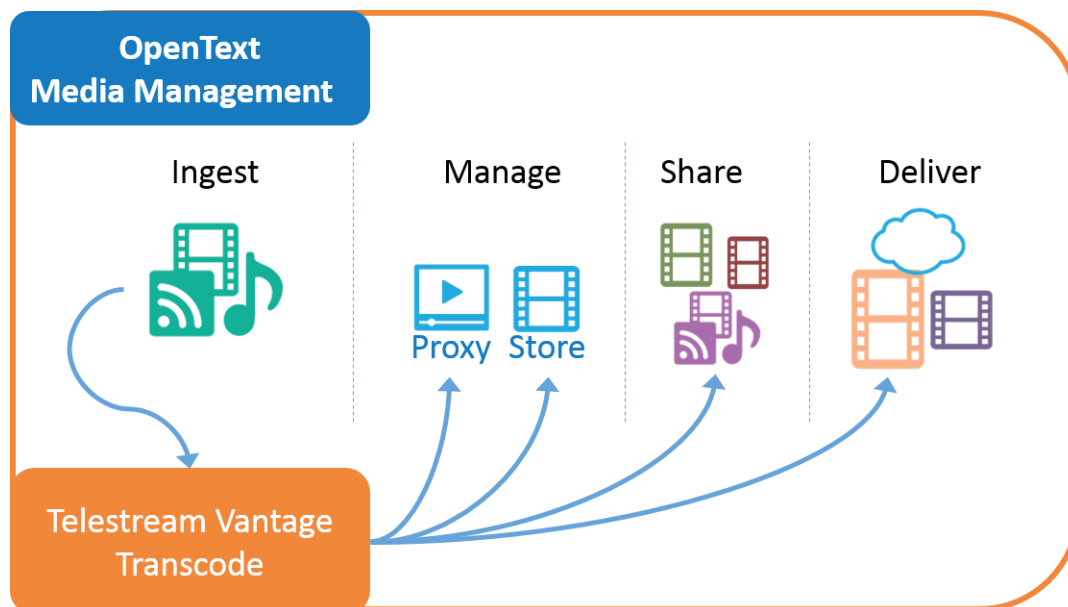 OpenText
Media Management
Ingest
Manage
Share
Deliver
Proxy
Store
Telestream Vantage
Transcode